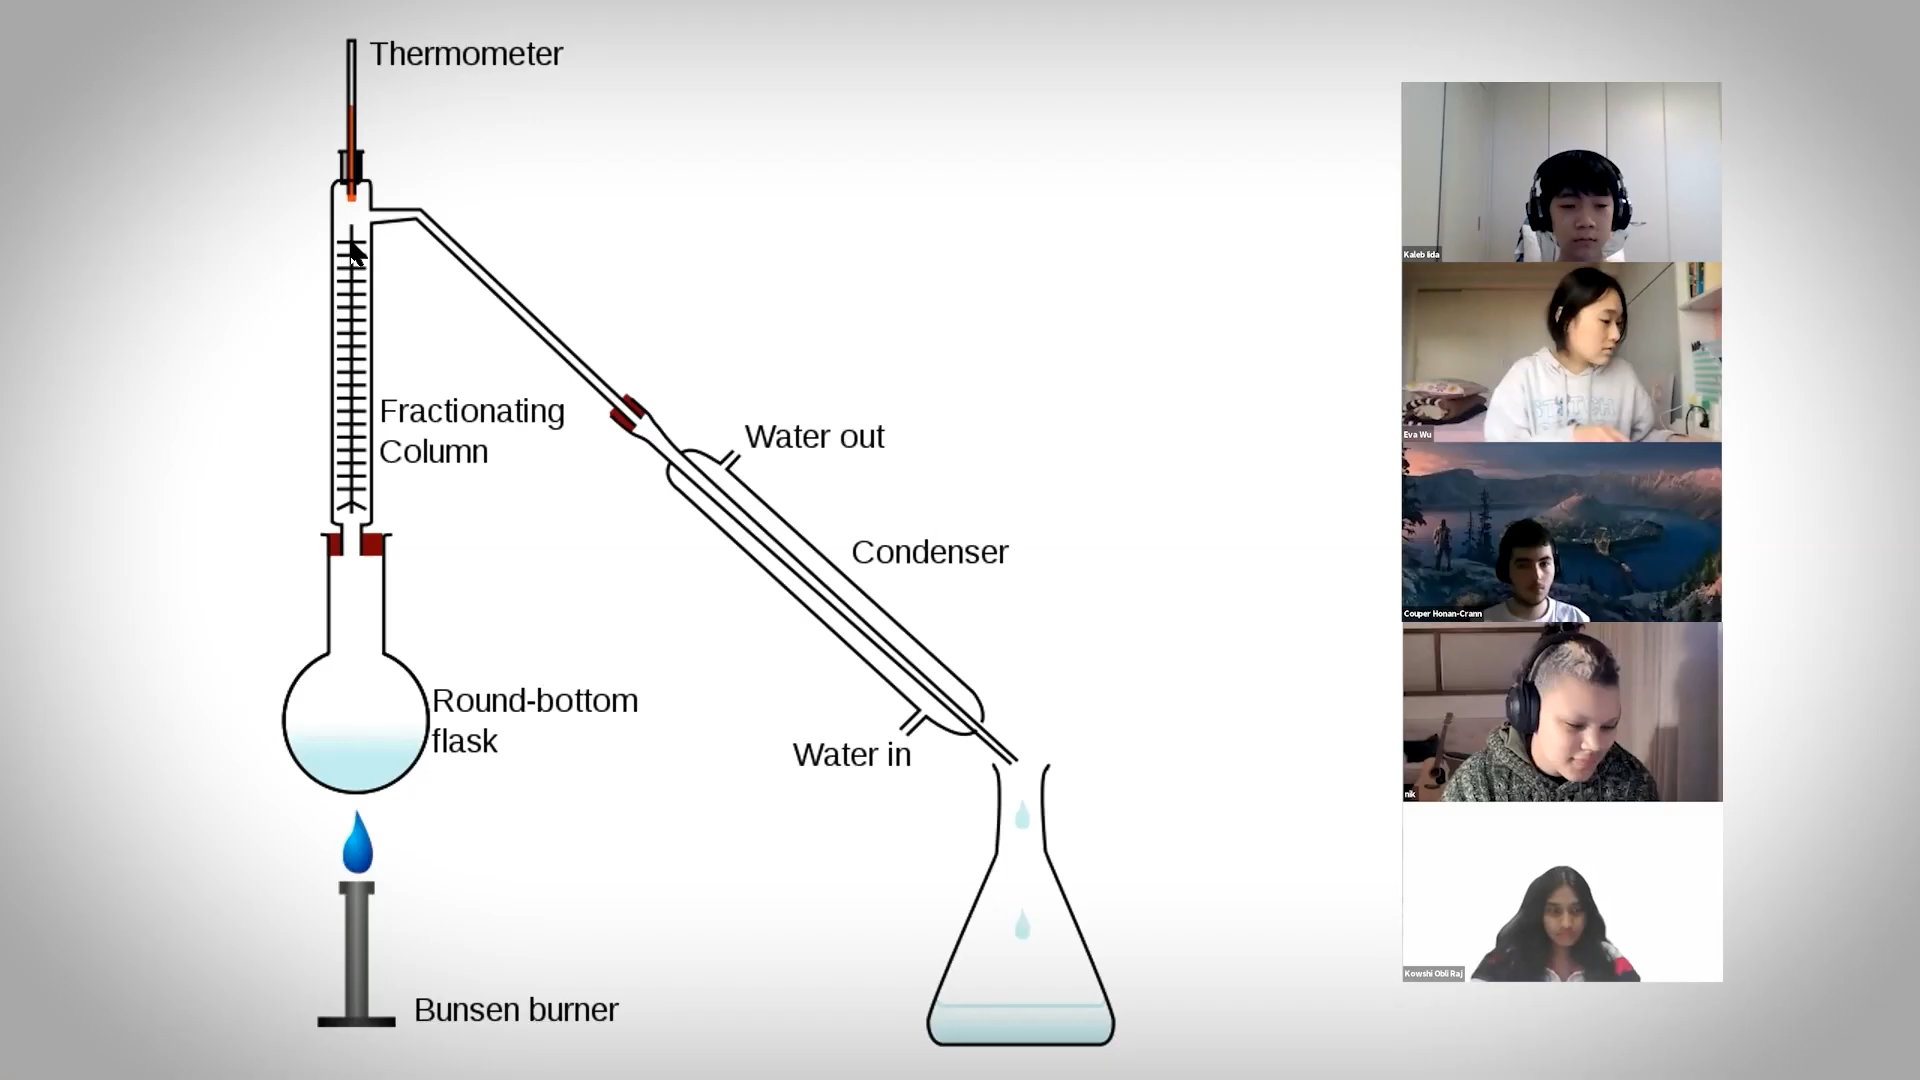 Thermometer
Fractionating
Column
Water out
Condenser
Round-bottom
flask
Water in
Bunsen burner
Kaleb Iida
Eva Wu
Couper Honan-Crann
nik
Kowshi Obli Raj